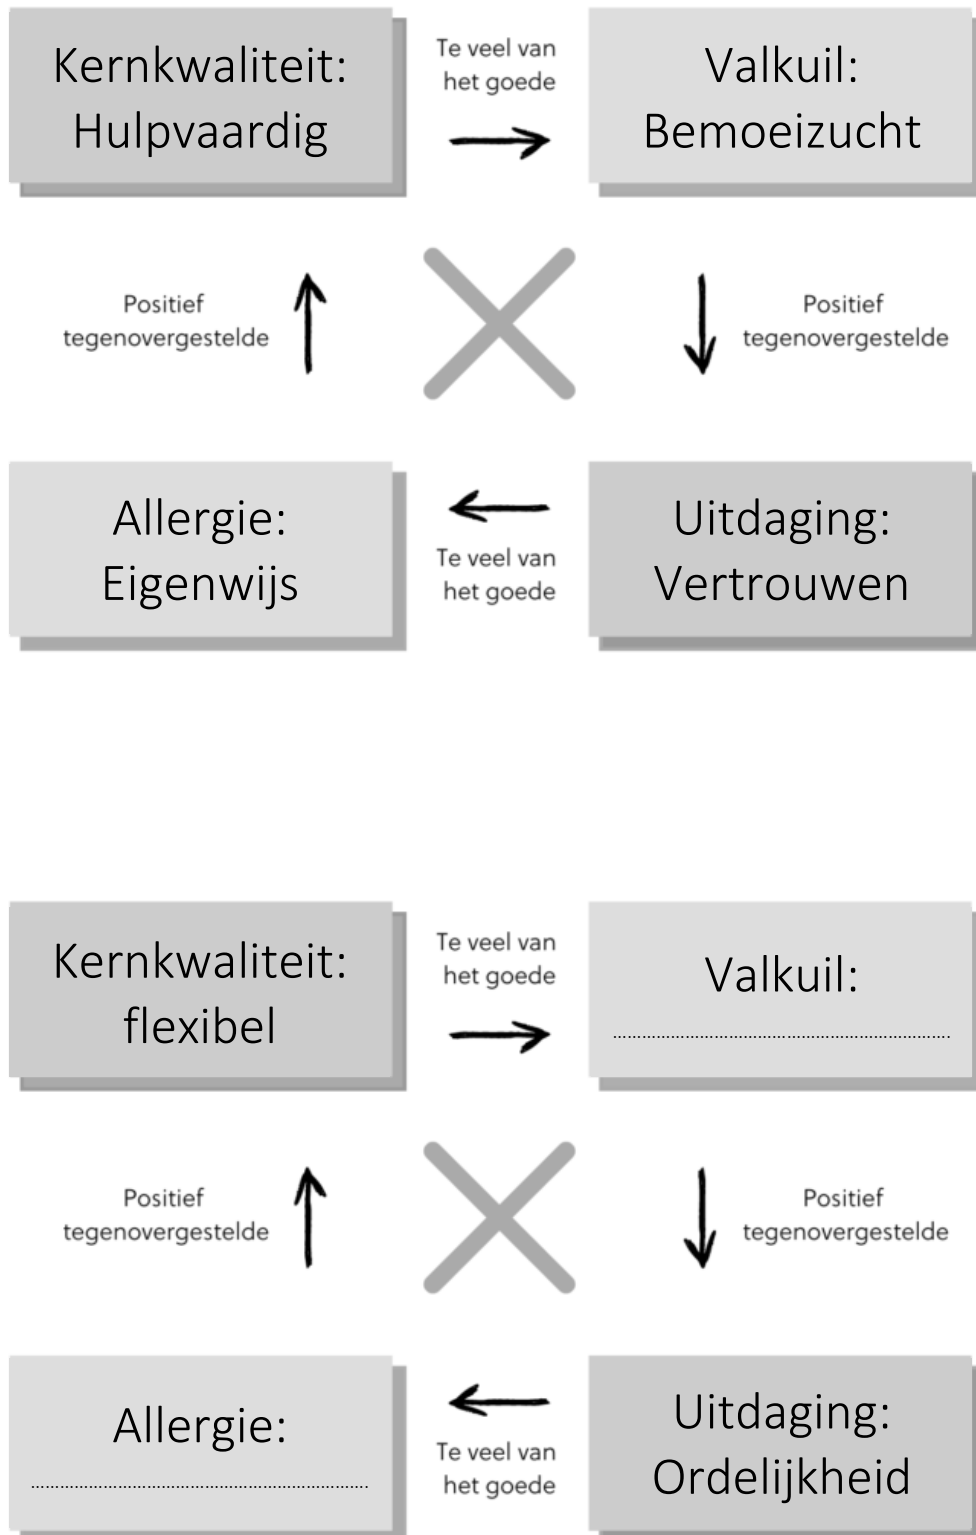 Kernkwaliteit:
Hulpvaardig
Te veel van
het goede
Valkuil:
Bemoeizucht
Positief
tegenovergestelde
Positief
tegenovergestelde
Allergie:
Eigenwijs
Te veel van
het goede
Uitdaging:
Vertrouwen
Kernkwaliteit:
flexibel
Te veel van
het goede
Valkuil:
Positief
tegenovergestelde
Positief
tegenovergestelde
Allergie:
Te veel van
het goede
Uitdaging:
Ordelijkheid